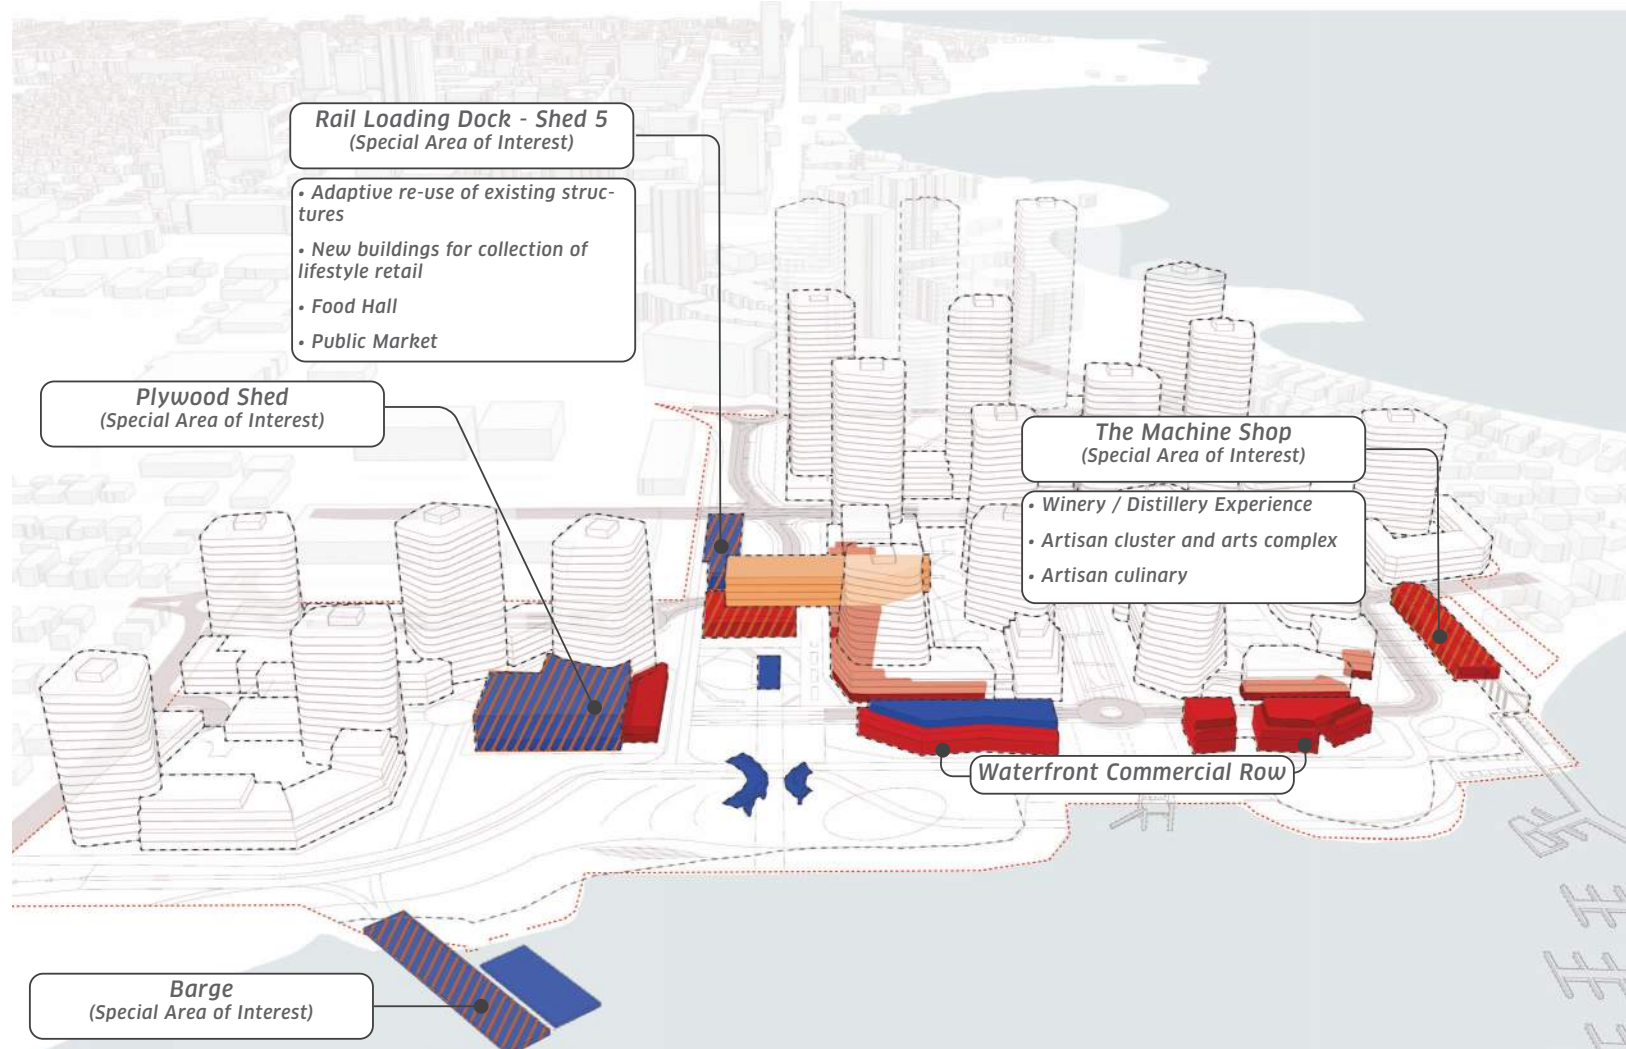 Rail Loading Dock - Shed 5
(Special Area of Interest)
• Adaptive re-use of existing struc-
tures
• New buildings for collection of
lifestyle retail
• Food Hall
• Public Market
Plywood Shed
(Special Area of Interest)
The Machine Shop
(Special Area of Interest)
• Winery / Distillery Experience
• Artisan cluster and arts complex
• Artisan culinary
Waterfront Commercial Row
Barge
(Special Area of Interest)